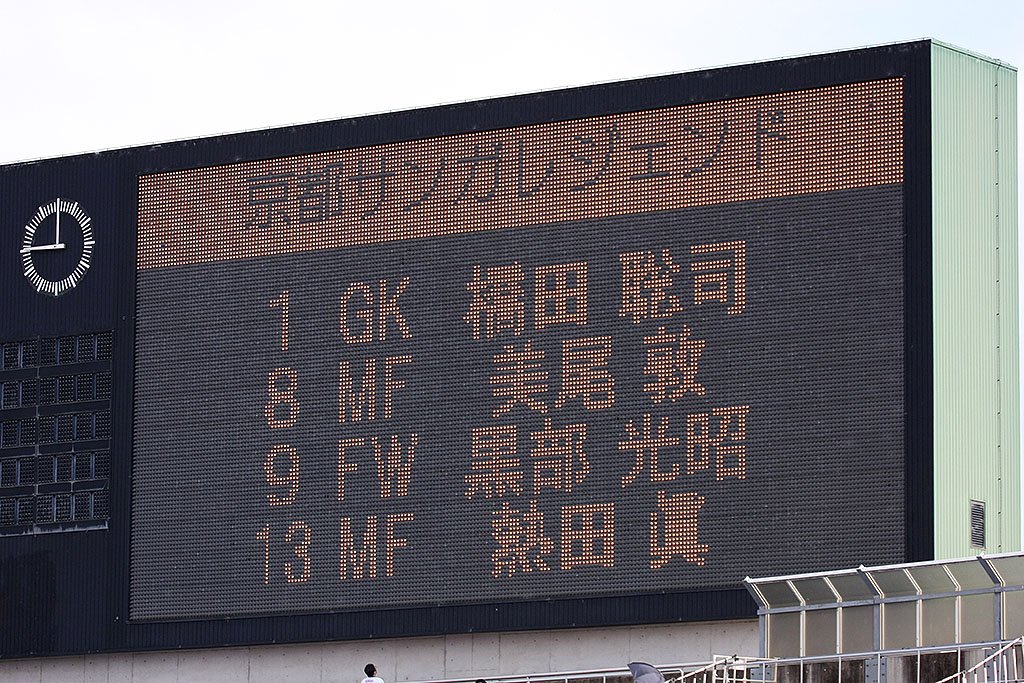 京都サンガレジェンド
1 GK 橋田 聡司
8 MF 美尾 敦
9 FW 黒部 光昭
13 MF 熱田 眞